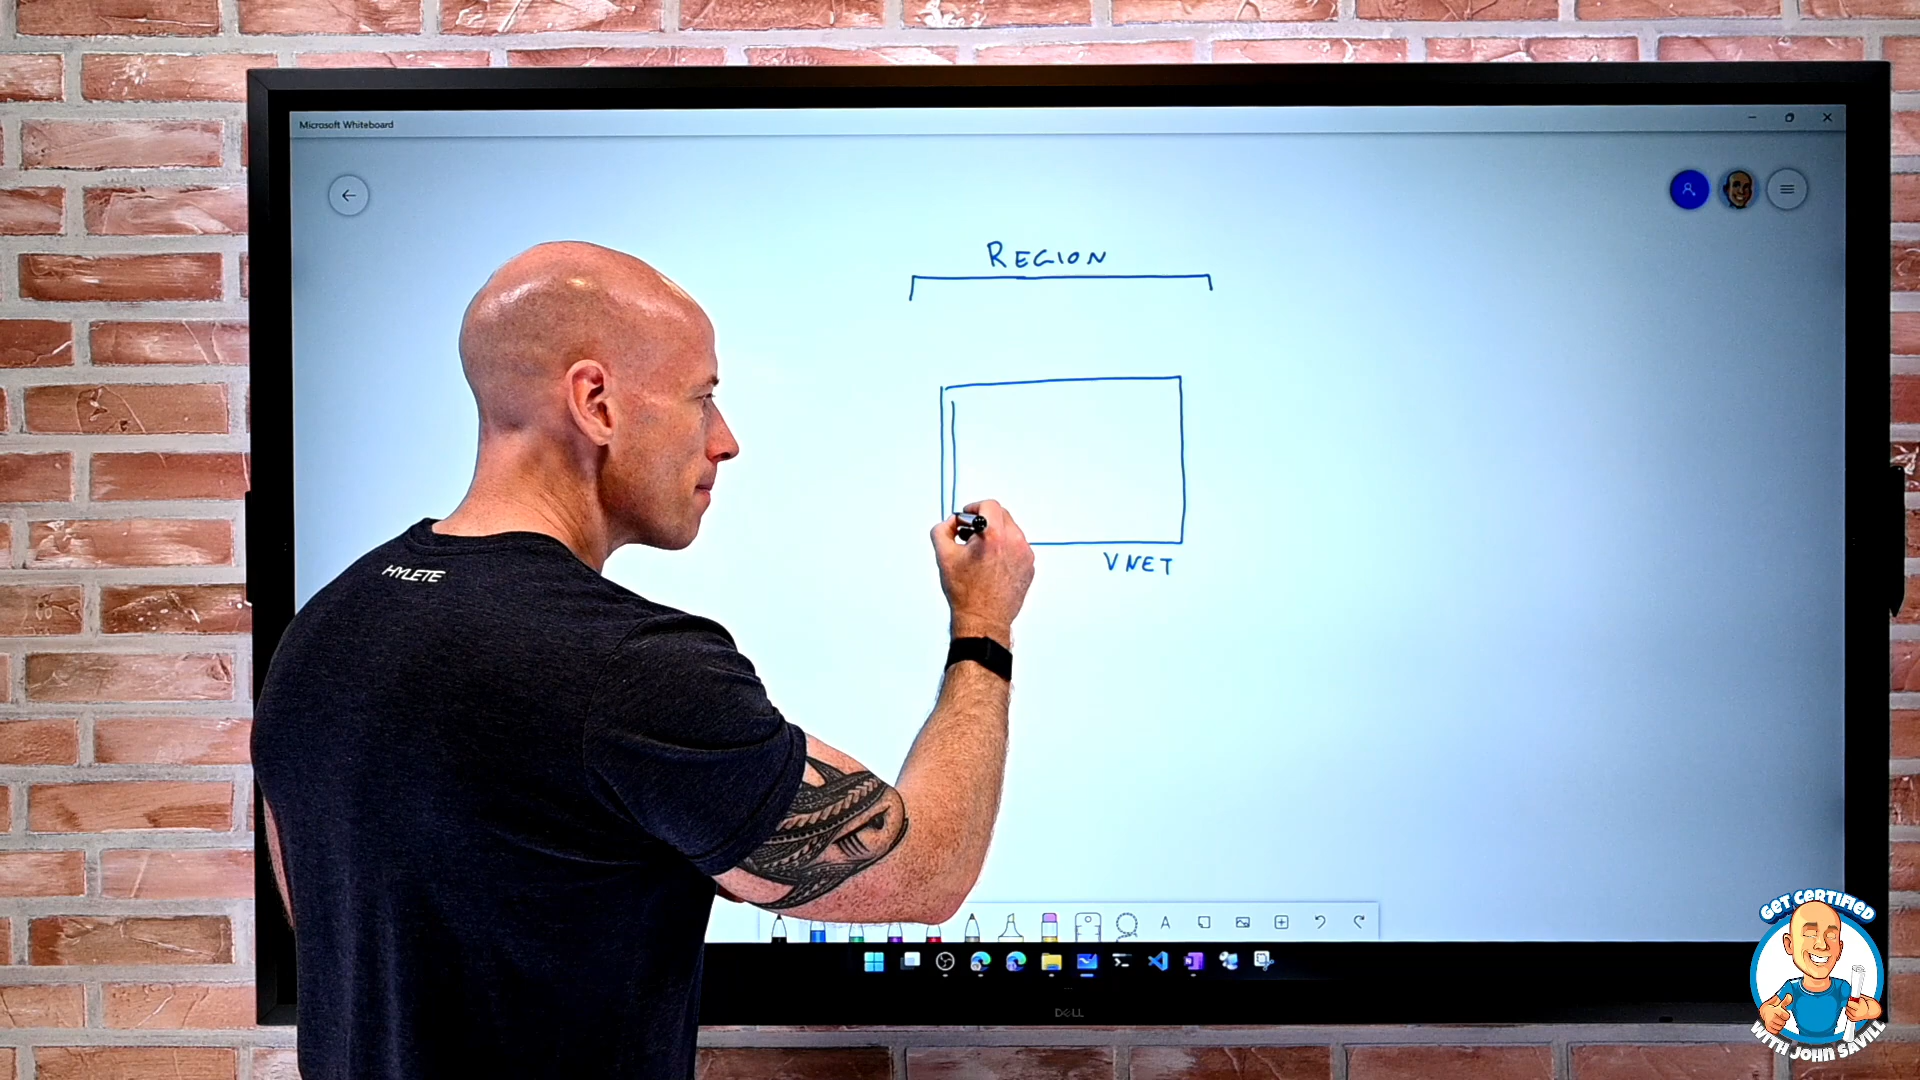 Microsoft Whiteboard
REGION
HYLETE
VNET
A
DELL
GET CERTIFIED
WITH JOHN SAVILL